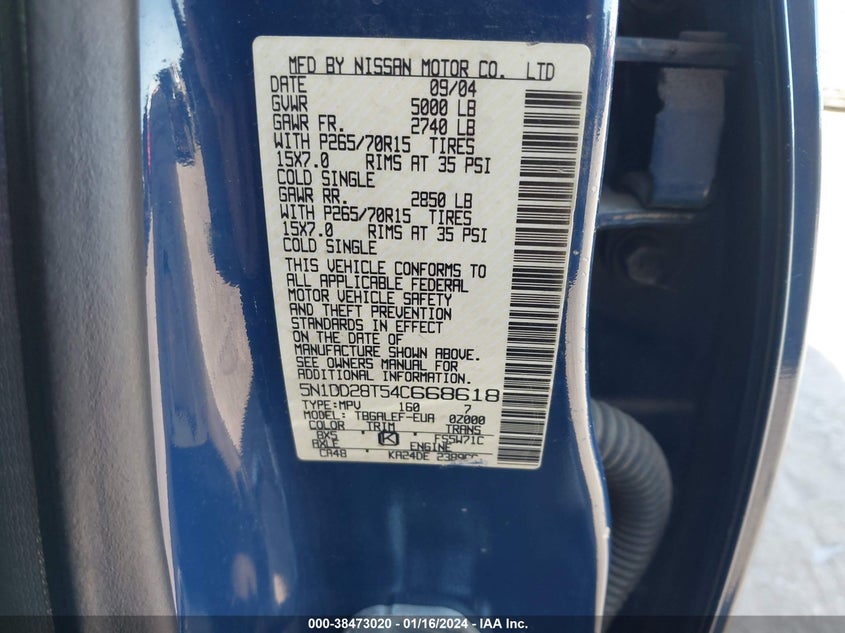 MFD BY NISSAN MOTOR CO. LTD
DATE 09/04
GVWR 5000 LB
GAWR FR. 2740 LB
WITH P265/70R15 TIRES
15X7.0 RIMS AT 35 PSI
COLD SINGLE
GAWR RR. 2850 LB
WITH P265/70R15 TIRES
15X7.0 RIMS AT 35 PSI
COLD SINGLE
THIS VEHICLE CONFORMS TO
ALL APPLICABLE FEDERAL
MOTOR VEHICLE SAFETY
AND THEFT PREVENTION
STANDARDS IN EFFECT
ON THE DATE OF
MANUFACTURE SHOWN ABOVE.
SEE OWNERS MANUAL FOR
ADDITIONAL INFORMATION.
5N1DD28T54C668618
TYPE:MPV 160 7
MODEL: TBGALEF-EUA 0Z000
COLOR TRIM TRANS
BX5 K FS5W71C
AXLE ENGINE
CA48 KA24DE 2389CC
000-38473020 - 01/16/2024 - IAA Inc.